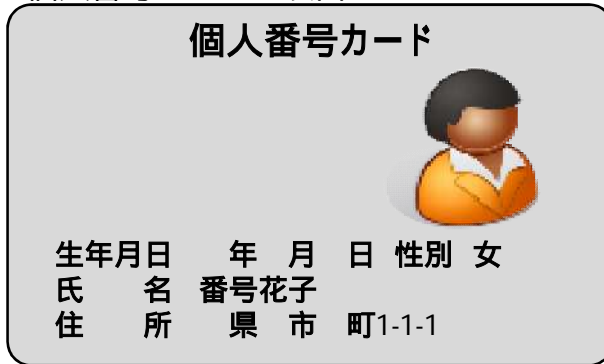 個人番号カード
生年月日 年 月 日 性別 女
氏 名 番号花子
住 所 県 市 町1-1-1